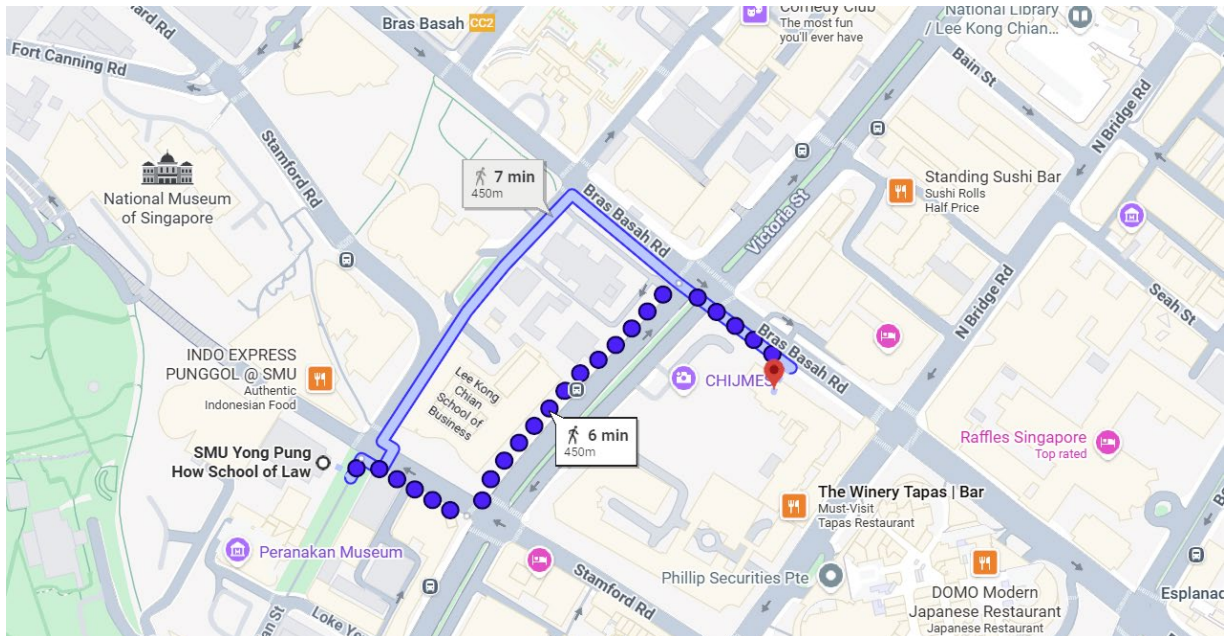 Bras Basah CC2
Comedy Club
The most fun
you'll ever have
National Library
/ Lee Kong Chian...
Fort Canning Rd
Bain St
N Bridge Rd
Stamford Rd
National Museum
of Singapore
7 min
450m
Bras Basah Rd
Standing Sushi Bar
Sushi Rolls
Half Price
Victoria St
N Bridge Rd
Seah St
INDO EXPRESS
PUNGGOL @ SMU
Authentic
Indonesian Food
Lee Kong
Chian
School of
Business
CHIJMES
Bras Basah Rd
6 min
450m
Raffles Singapore
Top rated
SMU Yong Pung
How School of Law
The Winery Tapas | Bar
Must-Visit
Tapas Restaurant
Peranakan Museum
Stamford Rd
Phillip Securities Pte
DOMO Modern
Japanese Restaurant
Japanese Restaurant
Esplanad
Loke Ye